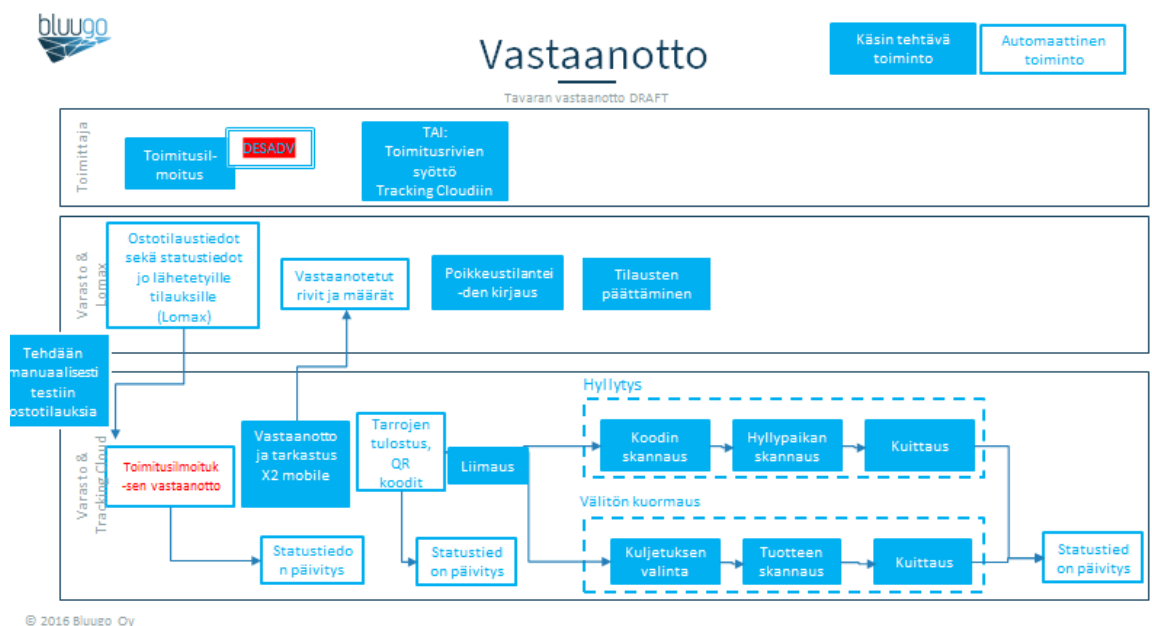 bluugo
Vastaanotto
Käsin tehtävä
toiminto
Automaattinen
toiminto
Tavaran vastaanotto DRAFT
Toimittaja
Toimitusil-
moitus
DESADV
TAI:
Toimitusrivien
syöttö
Tracking Cloudiin
Varasto &
Lomax
Ostotilaustiedot
sekä statustiedot
jo lähetetyille
tilauksille
(Lomax)
Vastaanotetut
rivit ja määrät
Poikkeustilantei
-den kirjaus
Tilausten
päättäminen
Tehdään
manuaalisesti
testiin
ostotilauksia
Varasto &
Tracking Cloud
Toimitusilmoituk
-sen vastaanotto
Vastaanotto
ja tarkastus
X2 mobile
Tarrojen
tulostus,
QR
koodit
Liimaus
Hyllytys
Koodin
skannaus
Hyllypaikan
skannaus
Kuittaus
Välitön kuormaus
Kuljetuksen
valinta
Tuotteen
skannaus
Kuittaus
Statustiedo
n päivitys
Statustied
on päivitys
Statustied
on päivitys
© 2016 Bluugo Oy